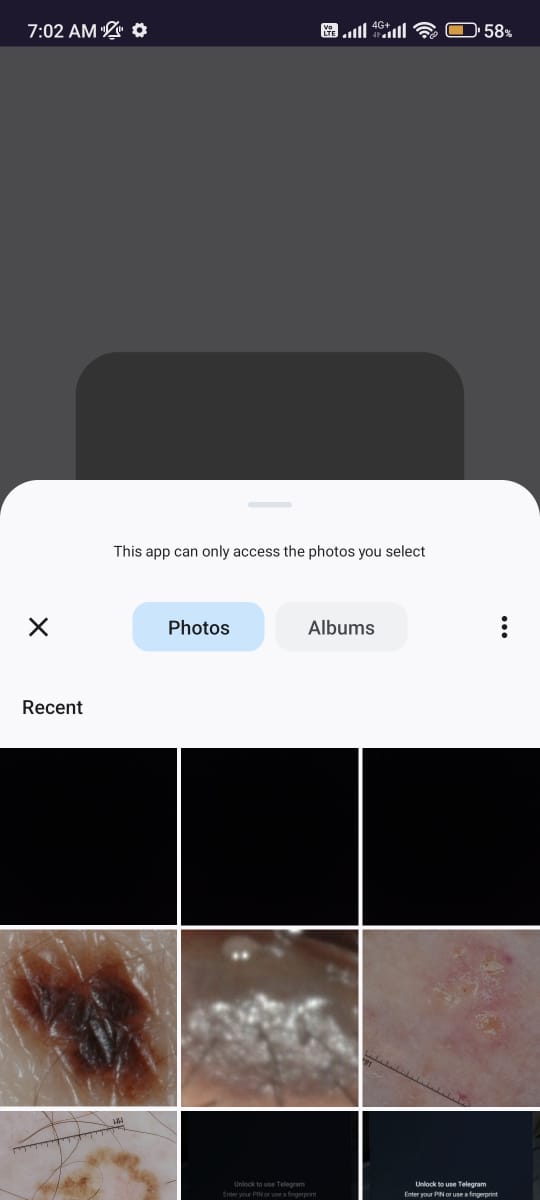 7:02 AM
Vo LTE
4G+
58%
This app can only access the photos you select
Photos
Albums
Recent
Unlock to use Telegram
Enter your PIN or use a fingerprint
Unlock to use Telegram
Enter your PIN or use a fingerprint